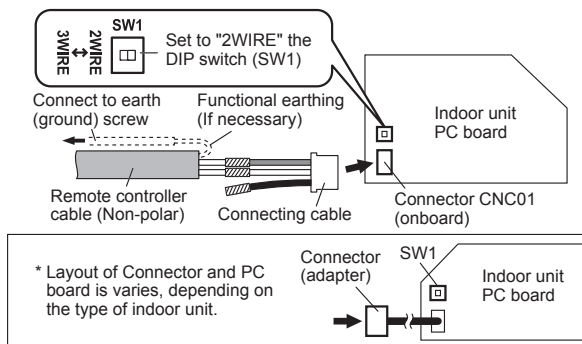 SW1
3WIRE ↔ 2WIRE
Set to "2WIRE" the
DIP switch (SW1)
Connect to earth
(ground) screw
Functional earthing
(If necessary)
Indoor unit
PC board
Remote controller
cable (Non-polar)
Connecting cable
Connector CNC01
(onboard)
* Layout of Connector and PC
board is varies, depending on
the type of indoor unit.
Connector
(adapter)
SW1
Indoor unit
PC board